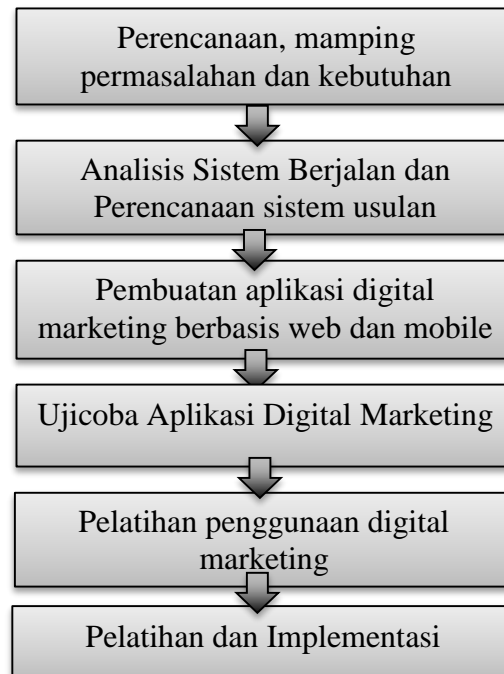 Perencanaan, mamping
permasalahan dan kebutuhan
Analisis Sistem Berjalan dan
Perencanaan sistem usulan
Pembuatan aplikasi digital
marketing berbasis web dan mobile
Ujicoba Aplikasi Digital Marketing
Pelatihan penggunaan digital
marketing
Pelatihan dan Implementasi